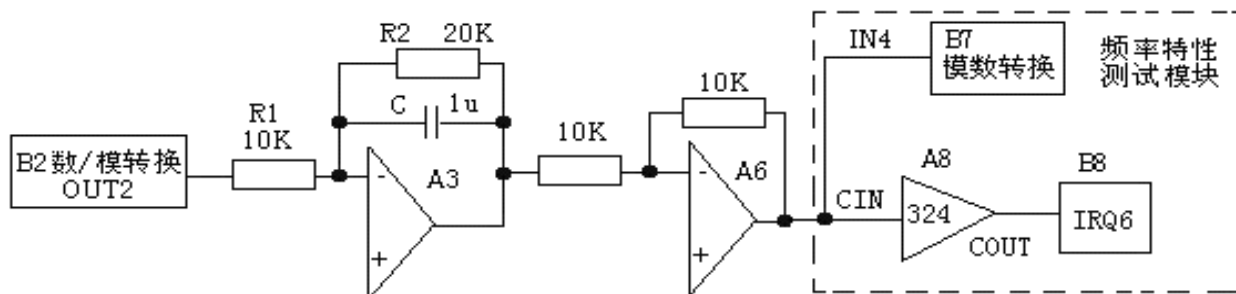 B2数/模转换
OUT2
R1
10K
R2
20K
C
1u
-
+
A3
10K
10K
-
+
A6
IN4
B7
模数转换
频率特性
测试模块
CIN
A8
324
COUT
B8
IRQ6